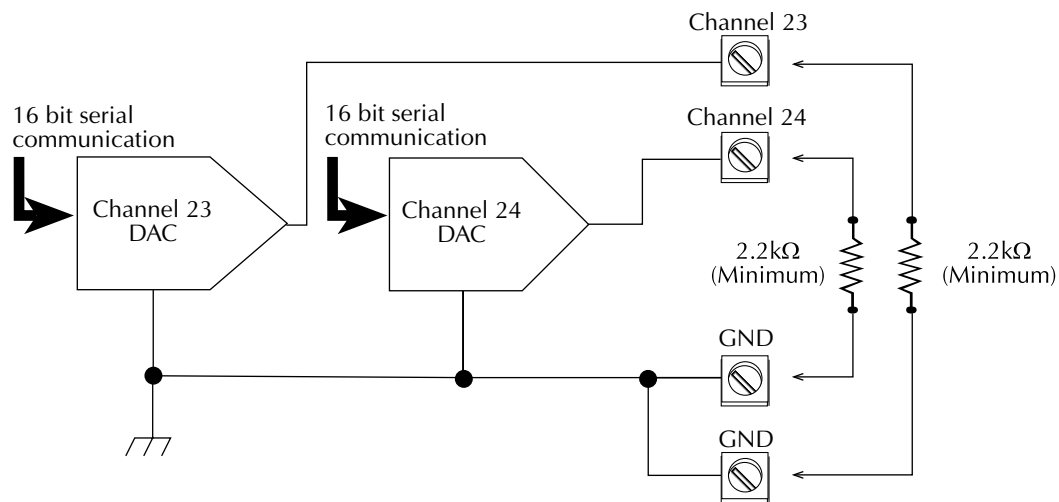 Channel 23
16 bit serial
communication
16 bit serial
communication
Channel 24
Channel 23
DAC
Channel 24
DAC
2.2kΩ
(Minimum)
2.2kΩ
(Minimum)
GND
GND